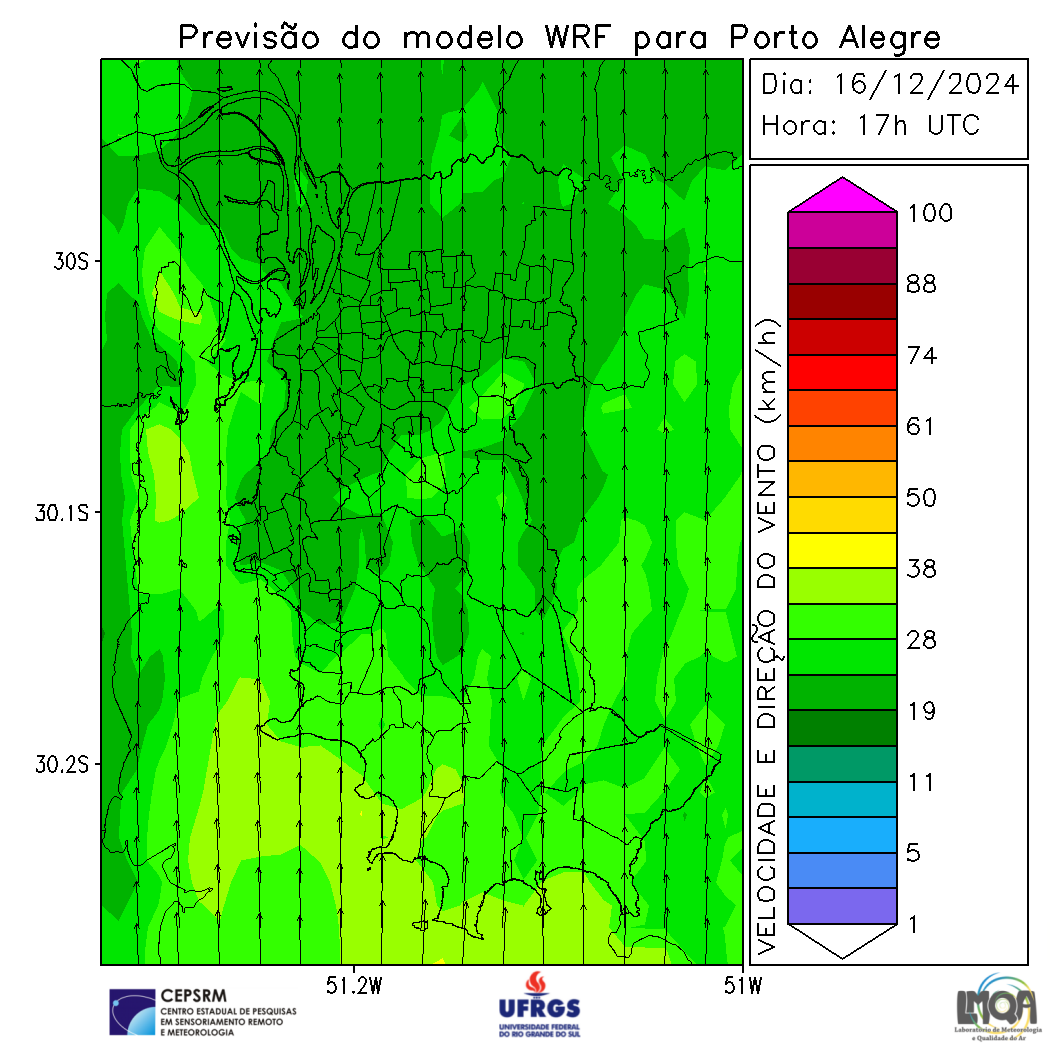 Previsão do modelo WRF para Porto Alegre
Dia: 16/12/2024
Hora: 17h UTC
30S
30.1S
30.2S
51.2W
51W
VELOCIDADE E DIREÇÃO DO VENTO (km/h)
100
88
74
61
50
38
28
19
11
5
1
CEPSRM
CENTRO ESTADUAL DE PESQUISAS
EM SENSORIAMENTO REMOTO
E METEOROLOGIA
UFRGS
UNIVERSIDADE FEDERAL
DO RIO GRANDE DO SUL
LMQA
Laboratório de Meteorologia
e Qualidade do Ar